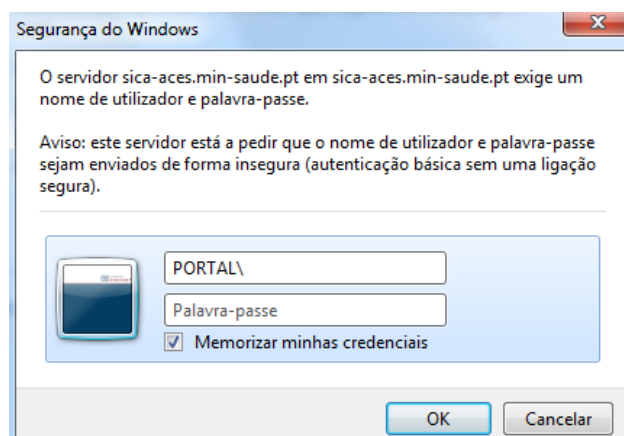 Segurança do Windows
O servidor sica-aces.min-saude.pt em sica-aces.min-saude.pt exige um
nome de utilizador e palavra-passe.
Aviso: este servidor está a pedir que o nome de utilizador e palavra-passe
sejam enviados de forma insegura (autenticação básica sem uma ligação
segura).
PORTAL\
Palavra-passe
Memorizar minhas credenciais
OK
Cancelar